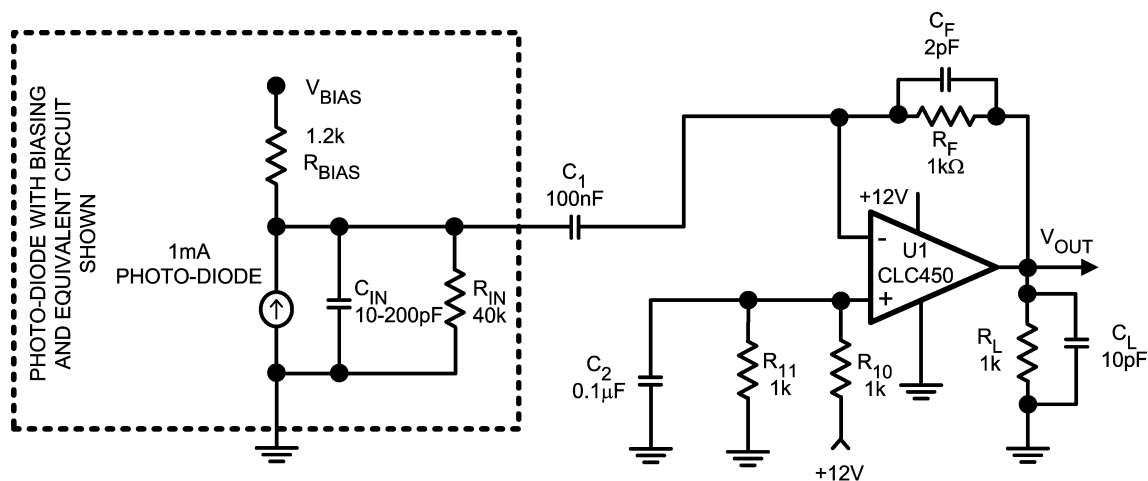 PHOTO-DIODE WITH BIASING
AND EQUIVALENT CIRCUIT
SHOWN
V_BIAS
1.2k
R_BIAS
1mA
PHOTO-DIODE
C_IN
10-200pF
R_IN
40k
C_1
100nF
C_F
2pF
R_F
1kΩ
+12V
-
U1
CLC450
+
V_OUT
C_2
0.1μF
R_11
1k
R_10
1k
+12V
R_L
1k
C_L
10pF